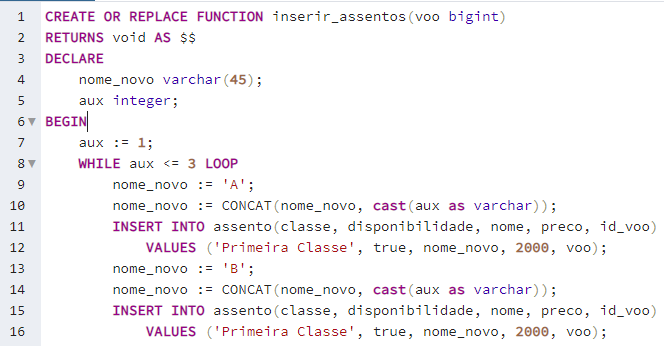 1 CREATE OR REPLACE FUNCTION inserir_assentos(voo bigint)
2 RETURNS void AS $$
3 DECLARE
4 nome_novo varchar(45);
5 aux integer;
6 BEGIN
7 aux := 1;
8 WHILE aux <= 3 LOOP
9 nome_novo := 'A';
10 nome_novo := CONCAT(nome_novo, cast(aux as varchar));
11 INSERT INTO assento(classe, disponibilidade, nome, preco, id_voo)
12 VALUES ('Primeira Classe', true, nome_novo, 2000, voo);
13 nome_novo := 'B';
14 nome_novo := CONCAT(nome_novo, cast(aux as varchar));
15 INSERT INTO assento(classe, disponibilidade, nome, preco, id_voo)
16 VALUES ('Primeira Classe', true, nome_novo, 2000, voo);